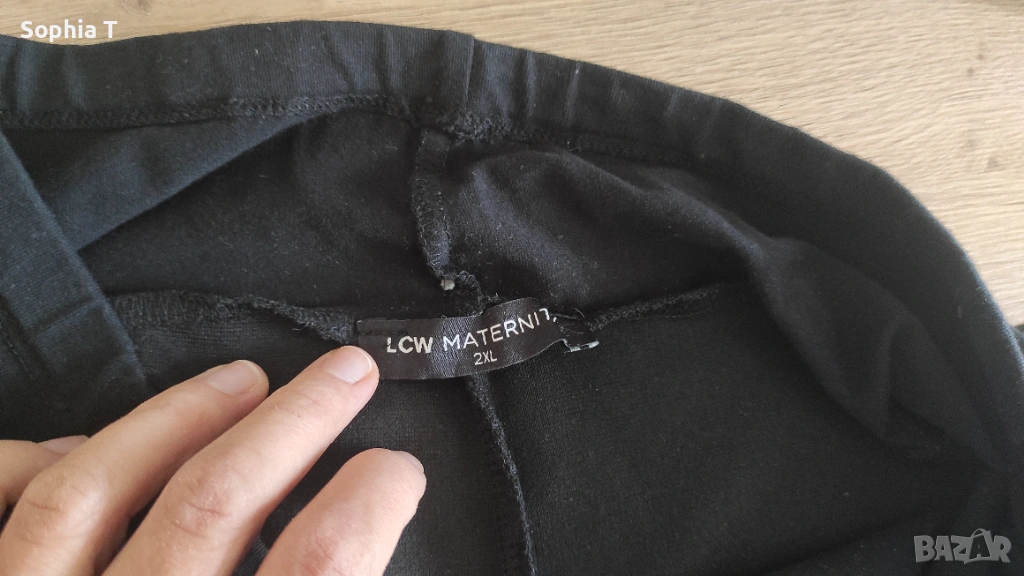 Sophia T
LCW MATERNIT
2XL
BAZAR